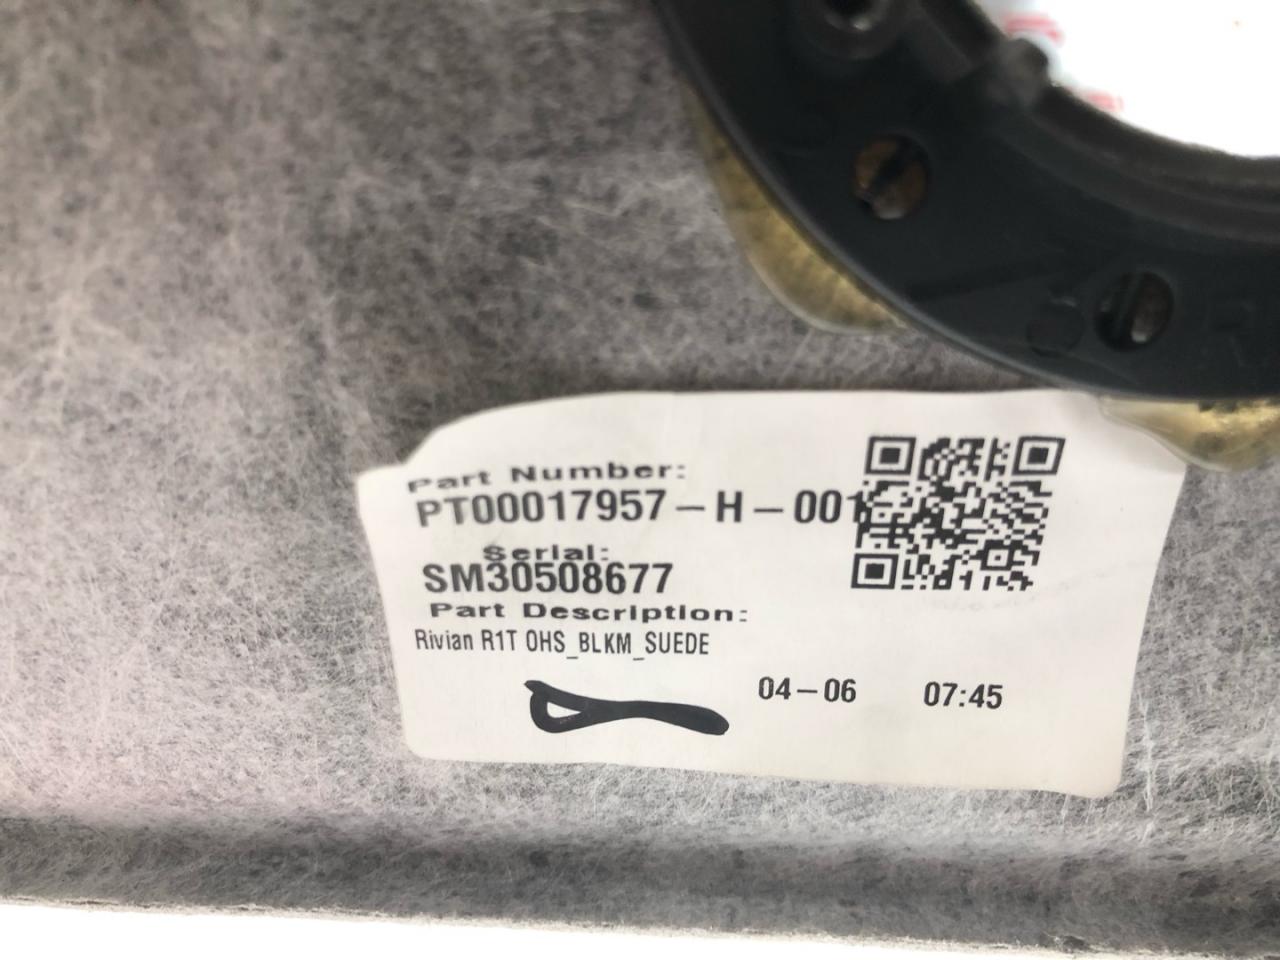 Part Number:
PT00017957-H-001
Serial:
SM30508677
Part Description:
Rivian R1T OHS_BLKM_SUEDE
04-06 07:45